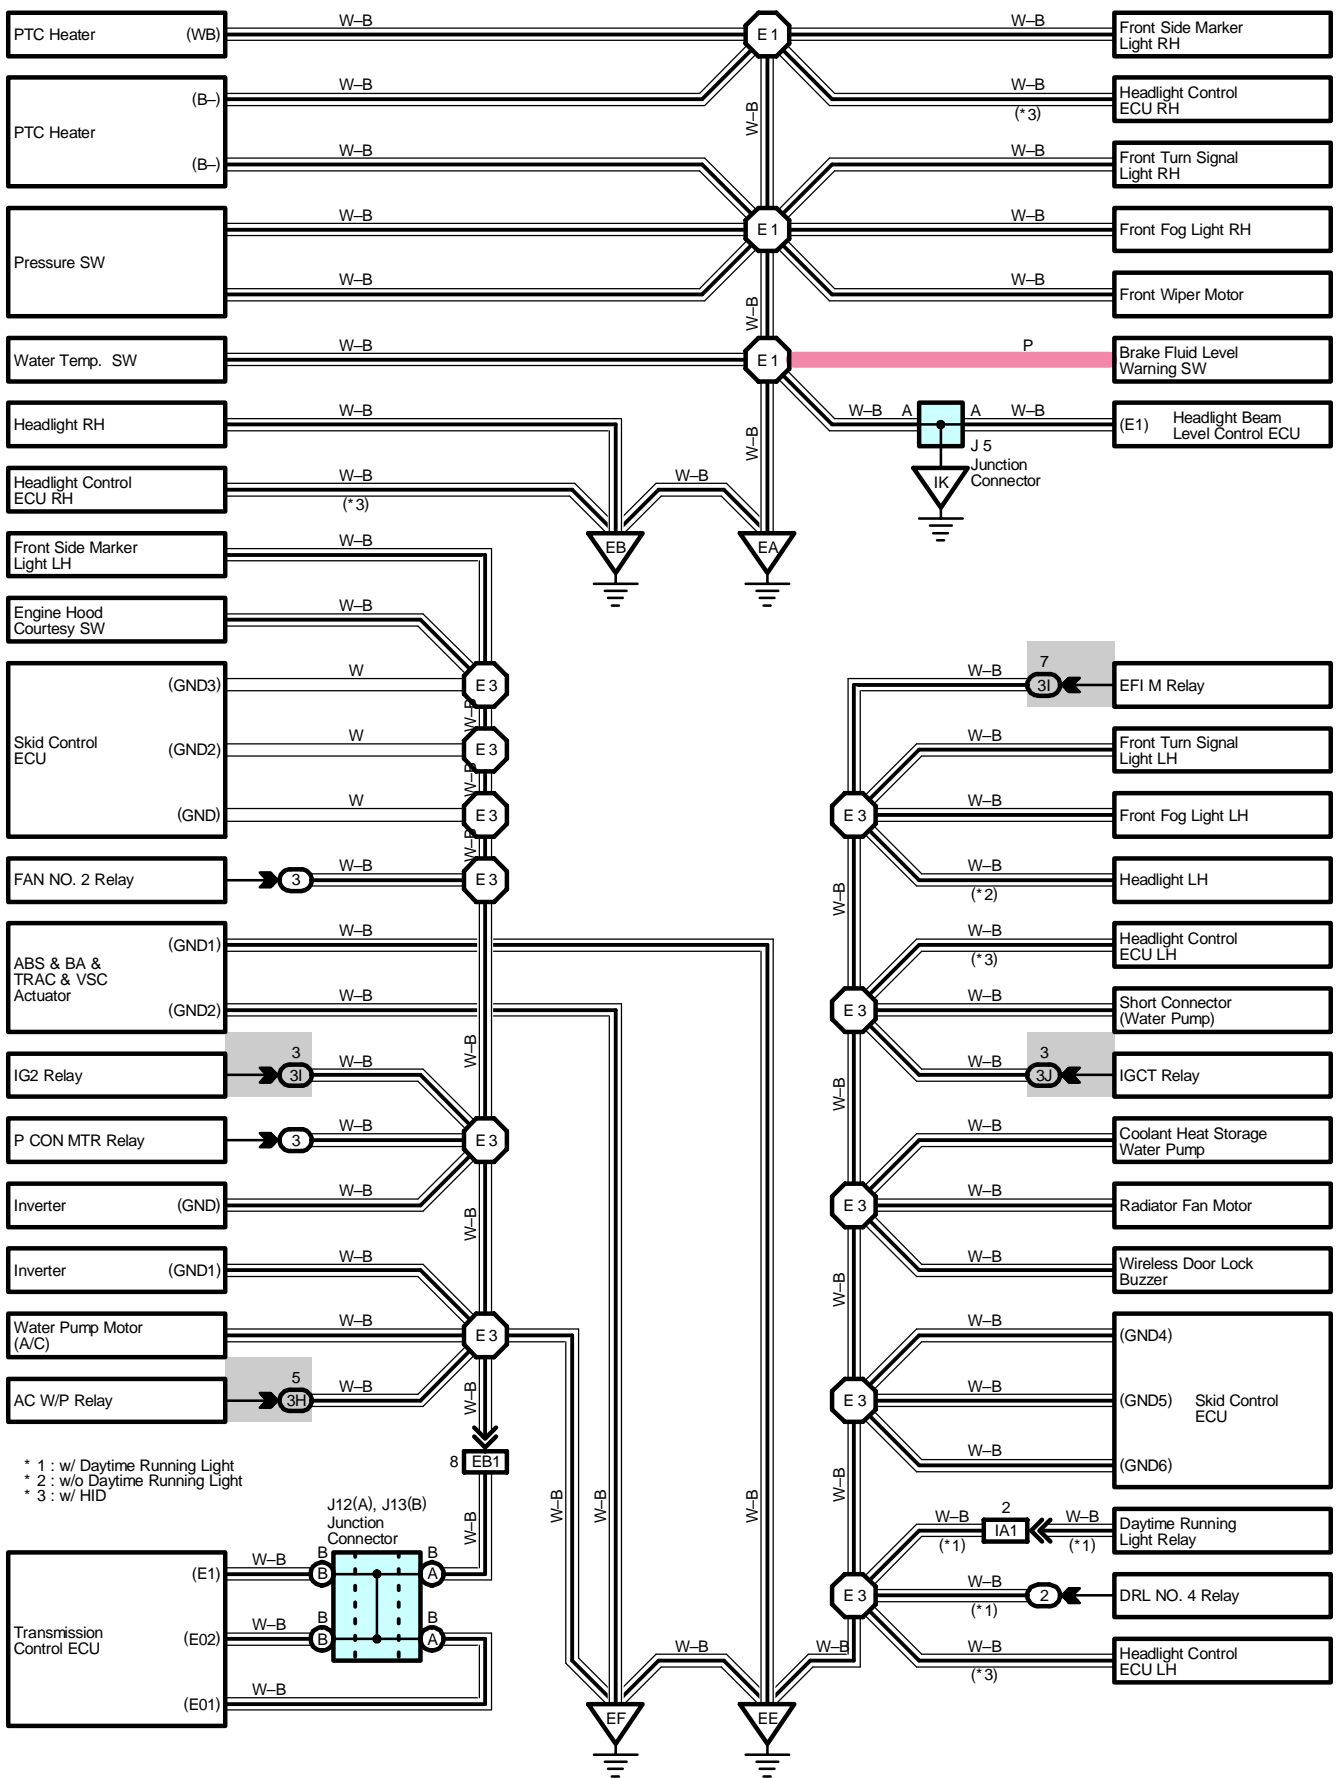 PTC Heater (WB)
W–B
E 1
W–B
Front Side Marker
Light RH
PTC Heater
(B–)
W–B
W–B
W–B
(*3)
Headlight Control
ECU RH
(B–)
W–B
W–B
Front Turn Signal
Light RH
Pressure SW
W–B
E 1
W–B
Front Fog Light RH
W–B
W–B
W–B
Front Wiper Motor
Water Temp. SW
W–B
E 1
P
Brake Fluid Level
Warning SW
Headlight RH
W–B
W–B
W–B A
A W–B
(E1) Headlight Beam
Level Control ECU
J 5
Junction
Connector
IK
Headlight Control
ECU RH
W–B
(*3)
W–B
EB
EA
Front Side Marker
Light LH
W–B
Engine Hood
Courtesy SW
W–B
Skid Control
ECU
(GND3)
W
E 3
W–B
(GND2)
W
E 3
W–B
(GND)
W
E 3
W–B
W–B
7
3I
EFI M Relay
W–B
Front Turn Signal
Light LH
E 3
W–B
Front Fog Light LH
FAN NO. 2 Relay
3
W–B
E 3
W–B
W–B
(*2)
Headlight LH
ABS & BA &
TRAC & VSC
Actuator
(GND1)
W–B
(GND2)
W–B
W–B
(*3)
Headlight Control
ECU LH
E 3
W–B
Short Connector
(Water Pump)
IG2 Relay
3
3I
W–B
W–B
W–B
W–B
3
3J
IGCT Relay
P CON MTR Relay
3
W–B
E 3
W–B
Coolant Heat Storage
Water Pump
Inverter (GND)
W–B
W–B
E 3
W–B
Radiator Fan Motor
Inverter (GND1)
W–B
W–B
W–B
Wireless Door Lock
Buzzer
Water Pump Motor
(A/C)
W–B
E 3
W–B
(GND4)
AC W/P Relay
5
3H
W–B
W–B
E 3
W–B
(GND5) Skid Control
ECU
W–B
(GND6)
* 1 : w/ Daytime Running Light
* 2 : w/o Daytime Running Light
* 3 : w/ HID
8 EB1
W–B
W–B
W–B
W–B
W–B
J12(A), J13(B)
Junction
Connector
W–B
(*1)
2
IA1
W–B
(*1)
Daytime Running
Light Relay
Transmission
Control ECU
(E1)
W–B
B
B
B
A
E 3
W–B
(*1)
2
DRL NO. 4 Relay
(E02)
W–B
B
B
B
A
W–B
W–B
W–B
(*3)
Headlight Control
ECU LH
(E01)
W–B
EF
EE